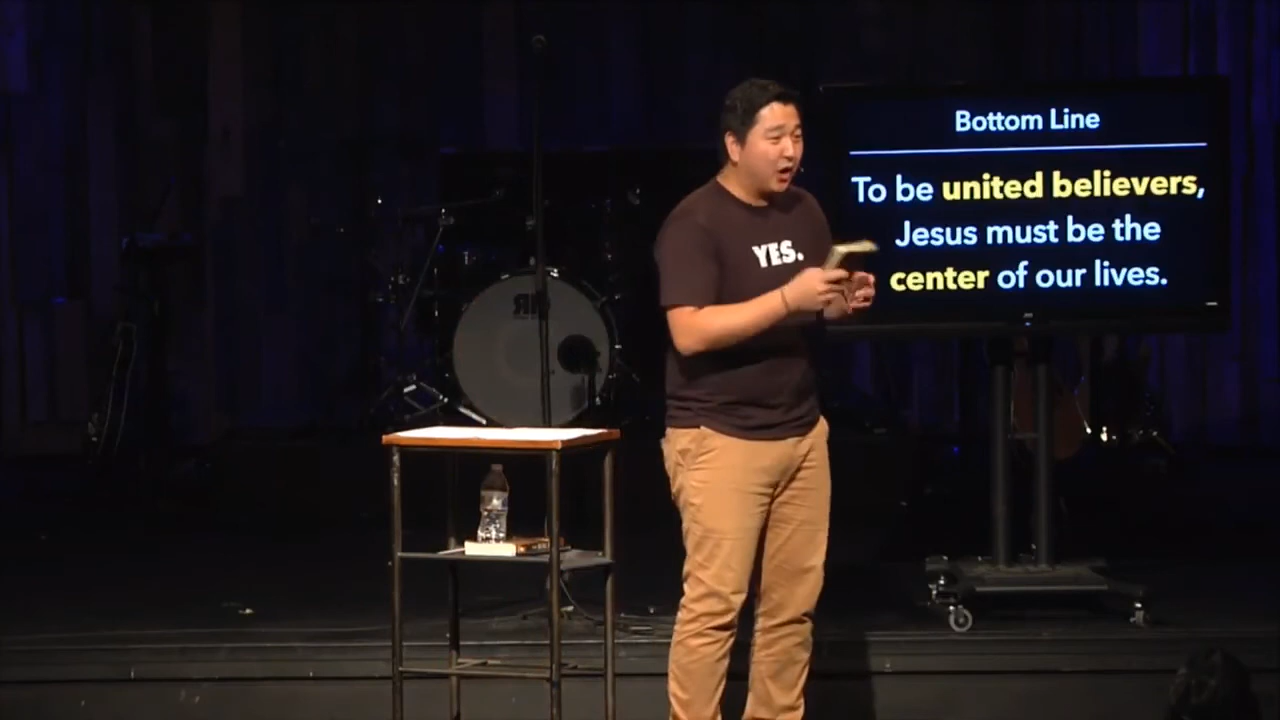 Bottom Line
To be united believers,
Jesus must be the
center of our lives.
YES.